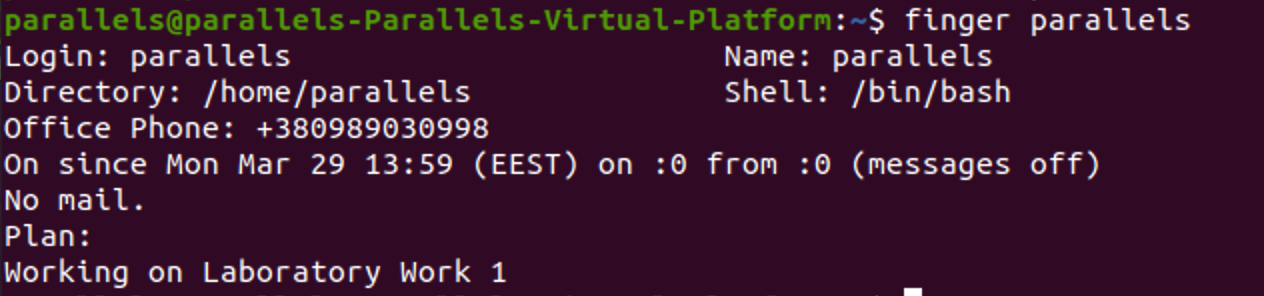 parallels@parallels-Parallels-Virtual-Platform:~$ finger parallels
Login: parallels                        Name: parallels
Directory: /home/parallels              Shell: /bin/bash
Office Phone: +380989030998
On since Mon Mar 29 13:59 (EEST) on :0 from :0 (messages off)
No mail.
Plan:
Working on Laboratory Work 1